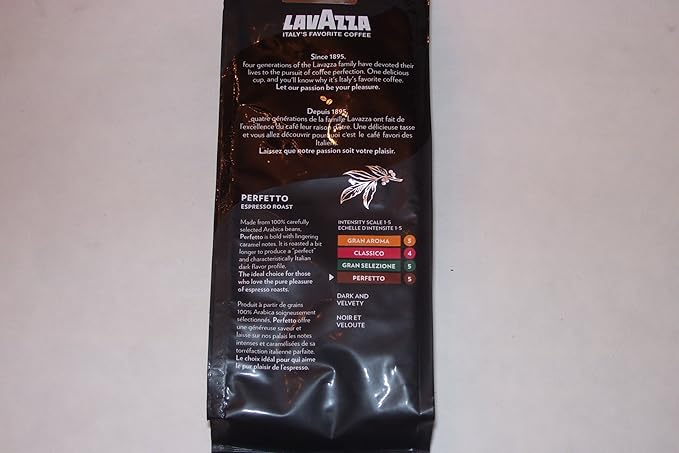 LAVAZZA
ITALY'S FAVORITE COFFEE
Since 1895,
four generations of the Lavazza family have devoted their
lives to the pursuit of coffee perfection. One delicious
cup, and you'll know why it's Italy's favorite coffee.
Let our passion be your pleasure.
Depuis 1895,
quatre générations de la famille Lavazza ont fait de
l'excellence du café leur raison d'être. Une délicieuse tasse
et vous allez découvrir pourquoi c'est le café favori des
Italiens.
Laissez que notre passion soit votre plaisir.
PERFETTO
ESPRESSO ROAST
Made from 100% carefully
selected Arabica beans,
Perfetto is bold with lingering
caramel notes. It is roasted a bit
longer to produce a "perfect"
and characteristically Italian
dark flavor profile.
The ideal choice for those
who love the pure pleasure
of espresso roasts.
Produit à partir de grains
100% Arabica soigneusement
sélectionnés, Perfetto offre
une généreuse saveur et
laisse sur nos palais les notes
intenses et caramélisées de sa
torréfaction italienne parfaite.
Le choix idéal pour qui aime
le pur plaisir de l'espresso.
INTENSITY SCALE 1-5
ECHELLE D'INTENSITE 1-5
GRAN AROMA 3
CLASSICO 4
GRAN SELEZIONE 5
PERFETTO 5
DARK AND
VELVETY
NOIR ET
VELOUTE